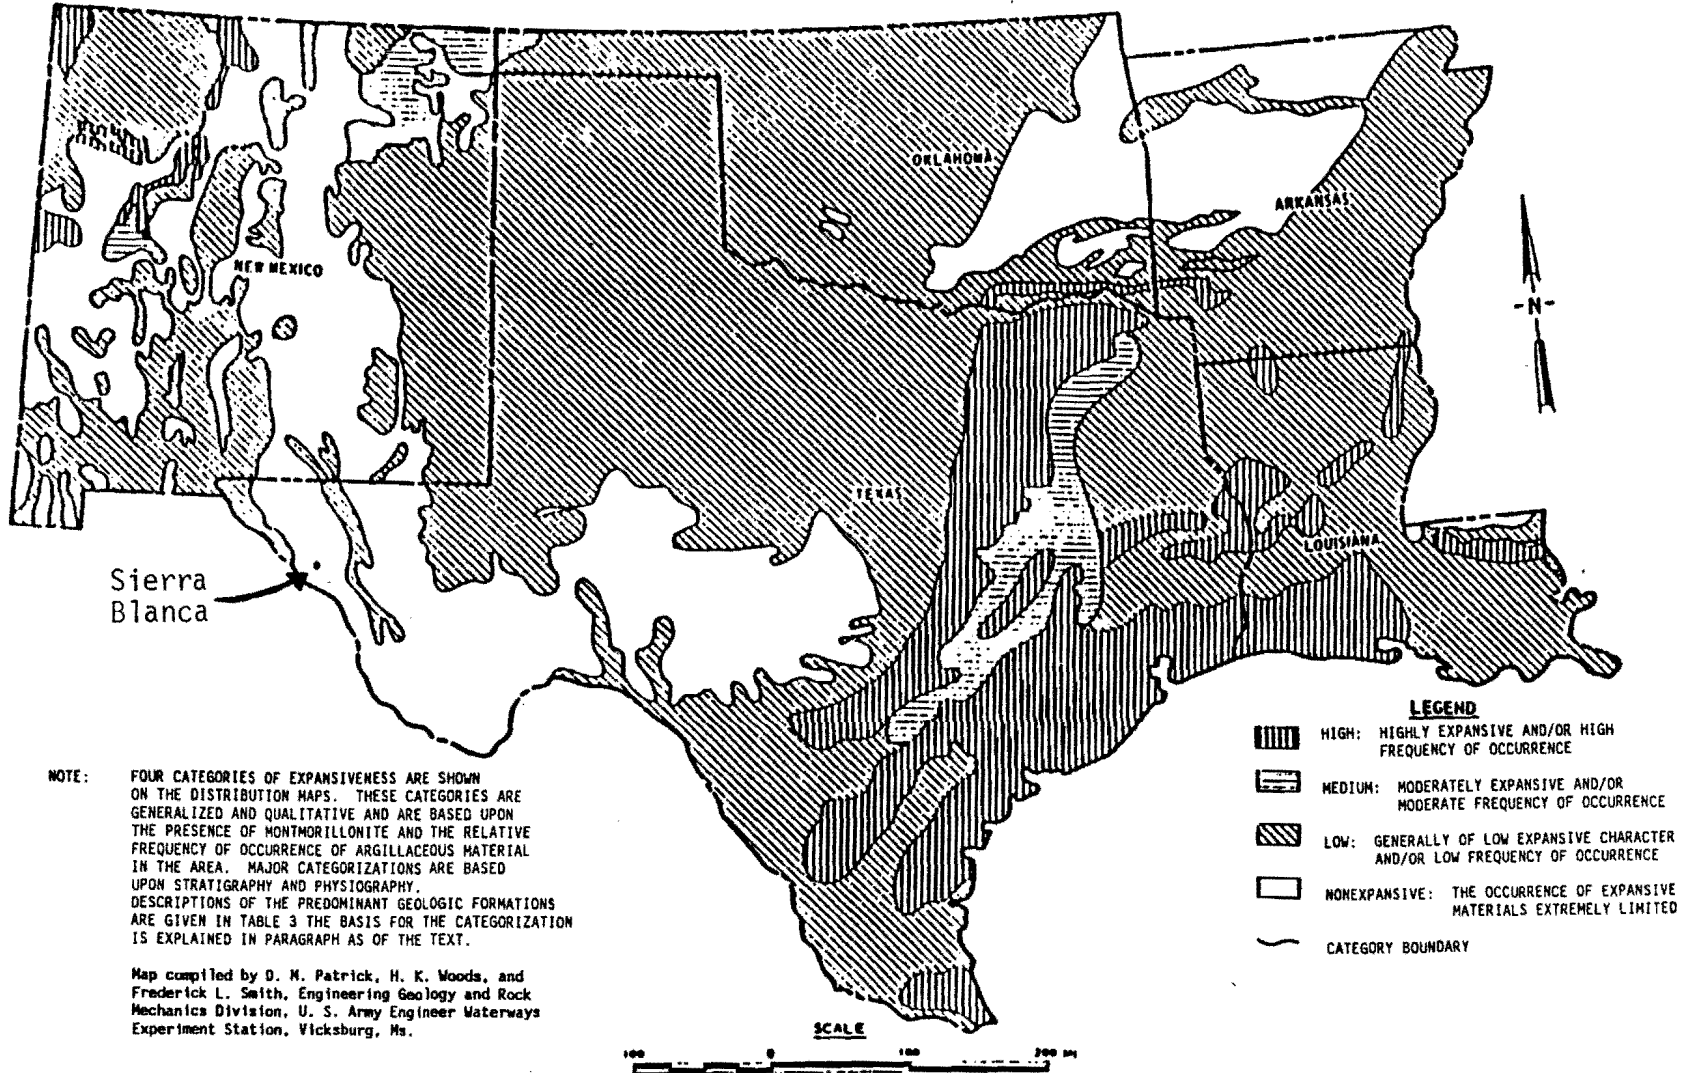 OKLAHOMA
ARKANSAS
NEW MEXICO
-N-
TEXAS
LOUISIANA
Sierra
Blanca
LEGEND
HIGH: HIGHLY EXPANSIVE AND/OR HIGH
FREQUENCY OF OCCURRENCE
MEDIUM: MODERATELY EXPANSIVE AND/OR
MODERATE FREQUENCY OF OCCURRENCE
LOW: GENERALLY OF LOW EXPANSIVE CHARACTER
AND/OR LOW FREQUENCY OF OCCURRENCE
NONEXPANSIVE: THE OCCURRENCE OF EXPANSIVE
MATERIALS EXTREMELY LIMITED
CATEGORY BOUNDARY
NOTE: FOUR CATEGORIES OF EXPANSIVENESS ARE SHOWN
ON THE DISTRIBUTION MAPS. THESE CATEGORIES ARE
GENERALIZED AND QUALITATIVE AND ARE BASED UPON
THE PRESENCE OF MONTMORILLONITE AND THE RELATIVE
FREQUENCY OF OCCURRENCE OF ARGILLACEOUS MATERIAL
IN THE AREA. MAJOR CATEGORIZATIONS ARE BASED
UPON STRATIGRAPHY AND PHYSIOGRAPHY.
DESCRIPTIONS OF THE PREDOMINANT GEOLOGIC FORMATIONS
ARE GIVEN IN TABLE 3 THE BASIS FOR THE CATEGORIZATION
IS EXPLAINED IN PARAGRAPH AS OF THE TEXT.
Map compiled by D. M. Patrick, H. K. Woods, and
Frederick L. Smith, Engineering Geology and Rock
Mechanics Division, U. S. Army Engineer Waterways
Experiment Station, Vicksburg, Ms.
SCALE
100 0 100 200